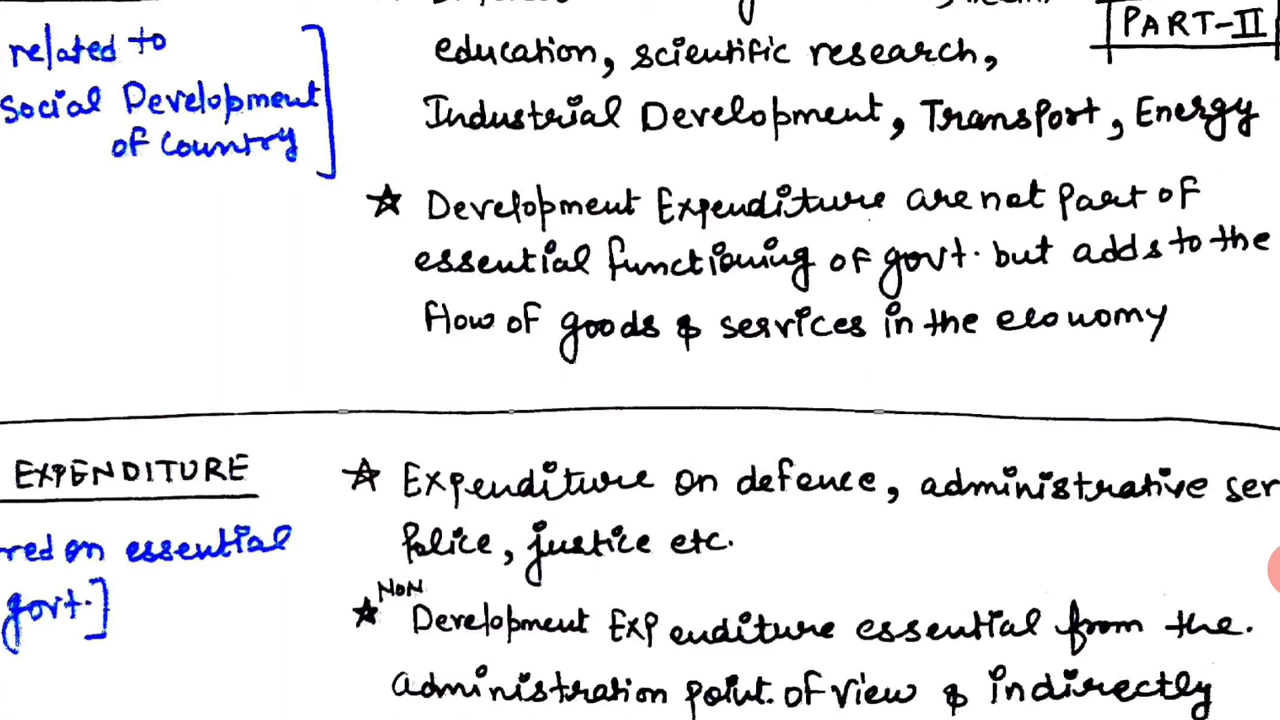 PART-II
related to
education, scientific research,
social Development
Industrial Development, Transport, Energy
of Country
☆ Development Expenditure are not part of
essential functioning of govt. but adds to the
flow of goods & services in the economy
EXPENDITURE
☆ Expenditure on defence, administrative ser
red on essential
police, justice etc.
govt.]
NON
★ Development Expenditure essential from the.
administration point. of view & indirectly